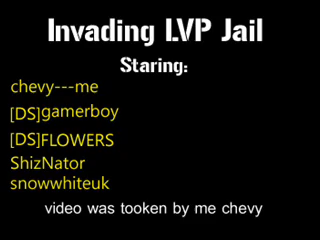 Invading LVP Jail
Staring:
chevy---me
[DS]gamerboy
[DS]FLOWERS
ShizNator
snowwhiteuk
video was tooken by me chevy